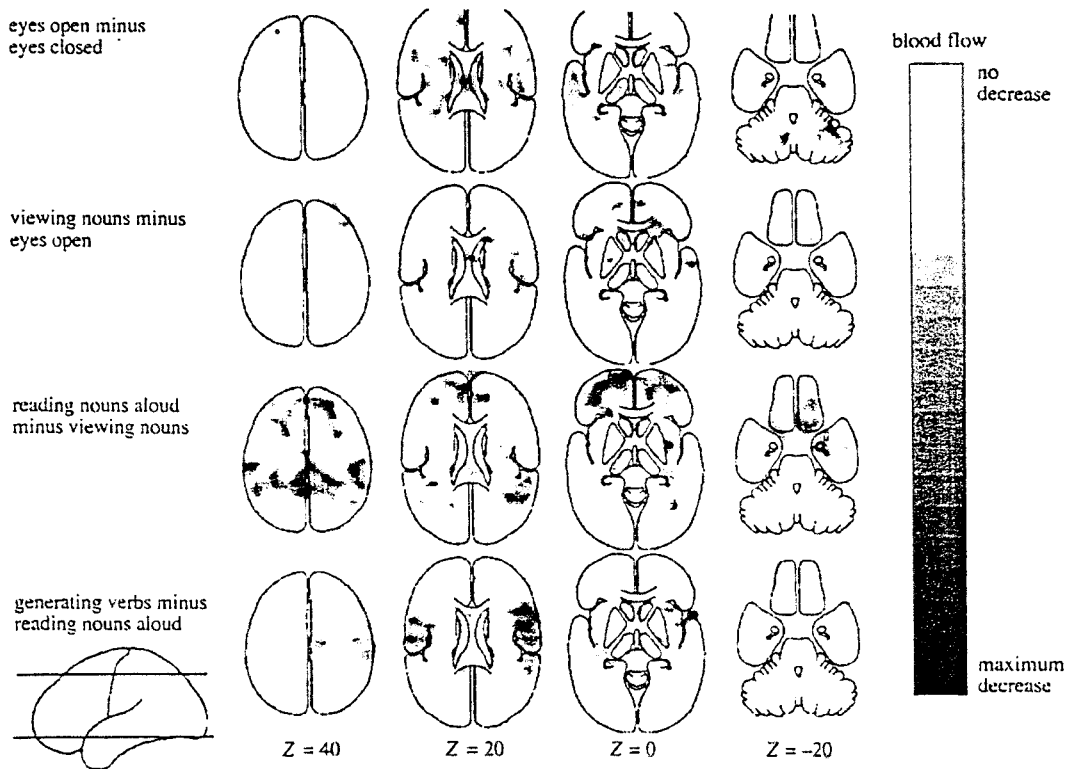 eyes open minus
eyes closed
blood flow
no
decrease
viewing nouns minus
eyes open
reading nouns aloud
minus viewing nouns
generating verbs minus
reading nouns aloud
maximum
decrease
Z = 40
Z = 20
Z = 0
Z = –20